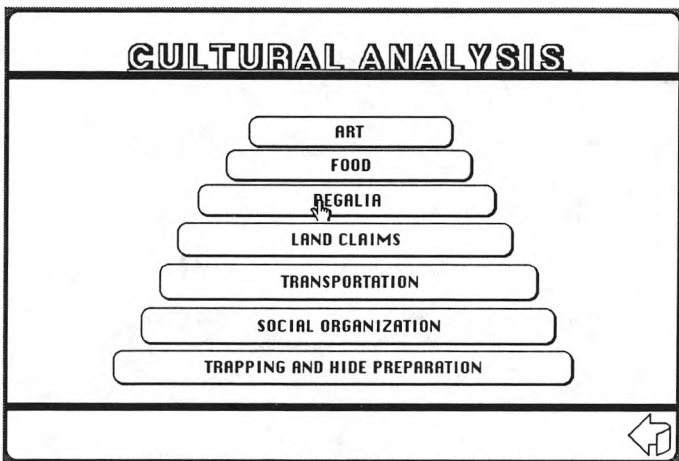 CULTURAL ANALYSIS
ART
FOOD
REGALIA
LAND CLAIMS
TRANSPORTATION
SOCIAL ORGANIZATION
TRAPPING AND HIDE PREPARATION